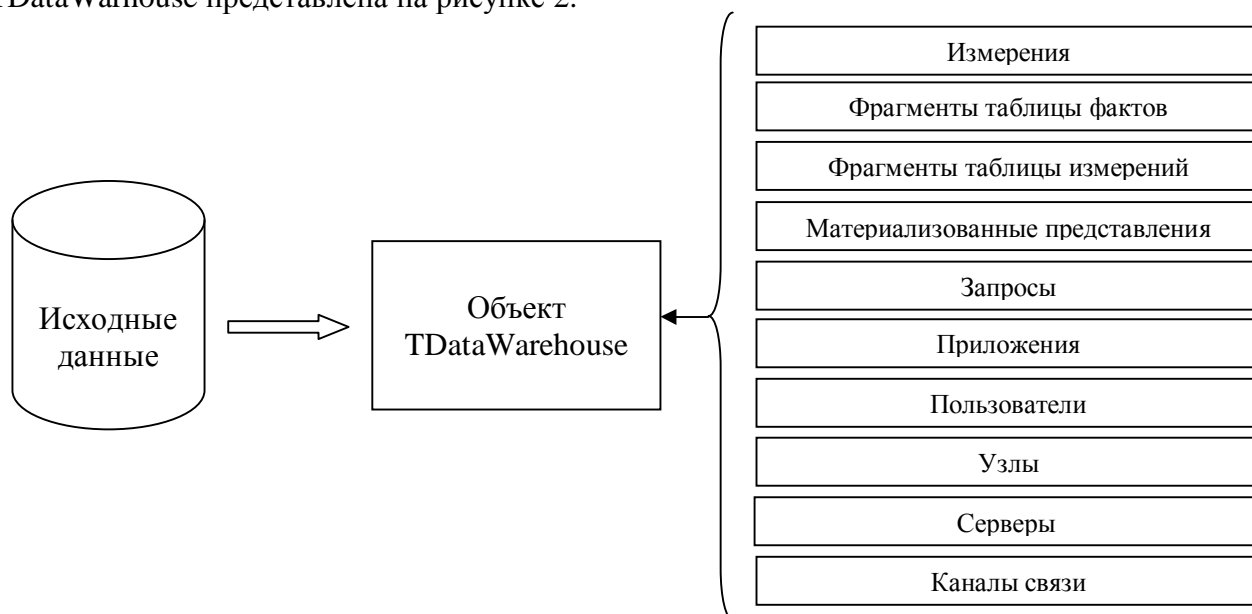 TDataWarhouse представлена на рисунке 2.
Измерения
Фрагменты таблицы фактов
Фрагменты таблицы измерений
Материализованные представления
Запросы
Приложения
Пользователи
Узлы
Серверы
Каналы связи
Исходные
данные
Объект
TDataWarehouse